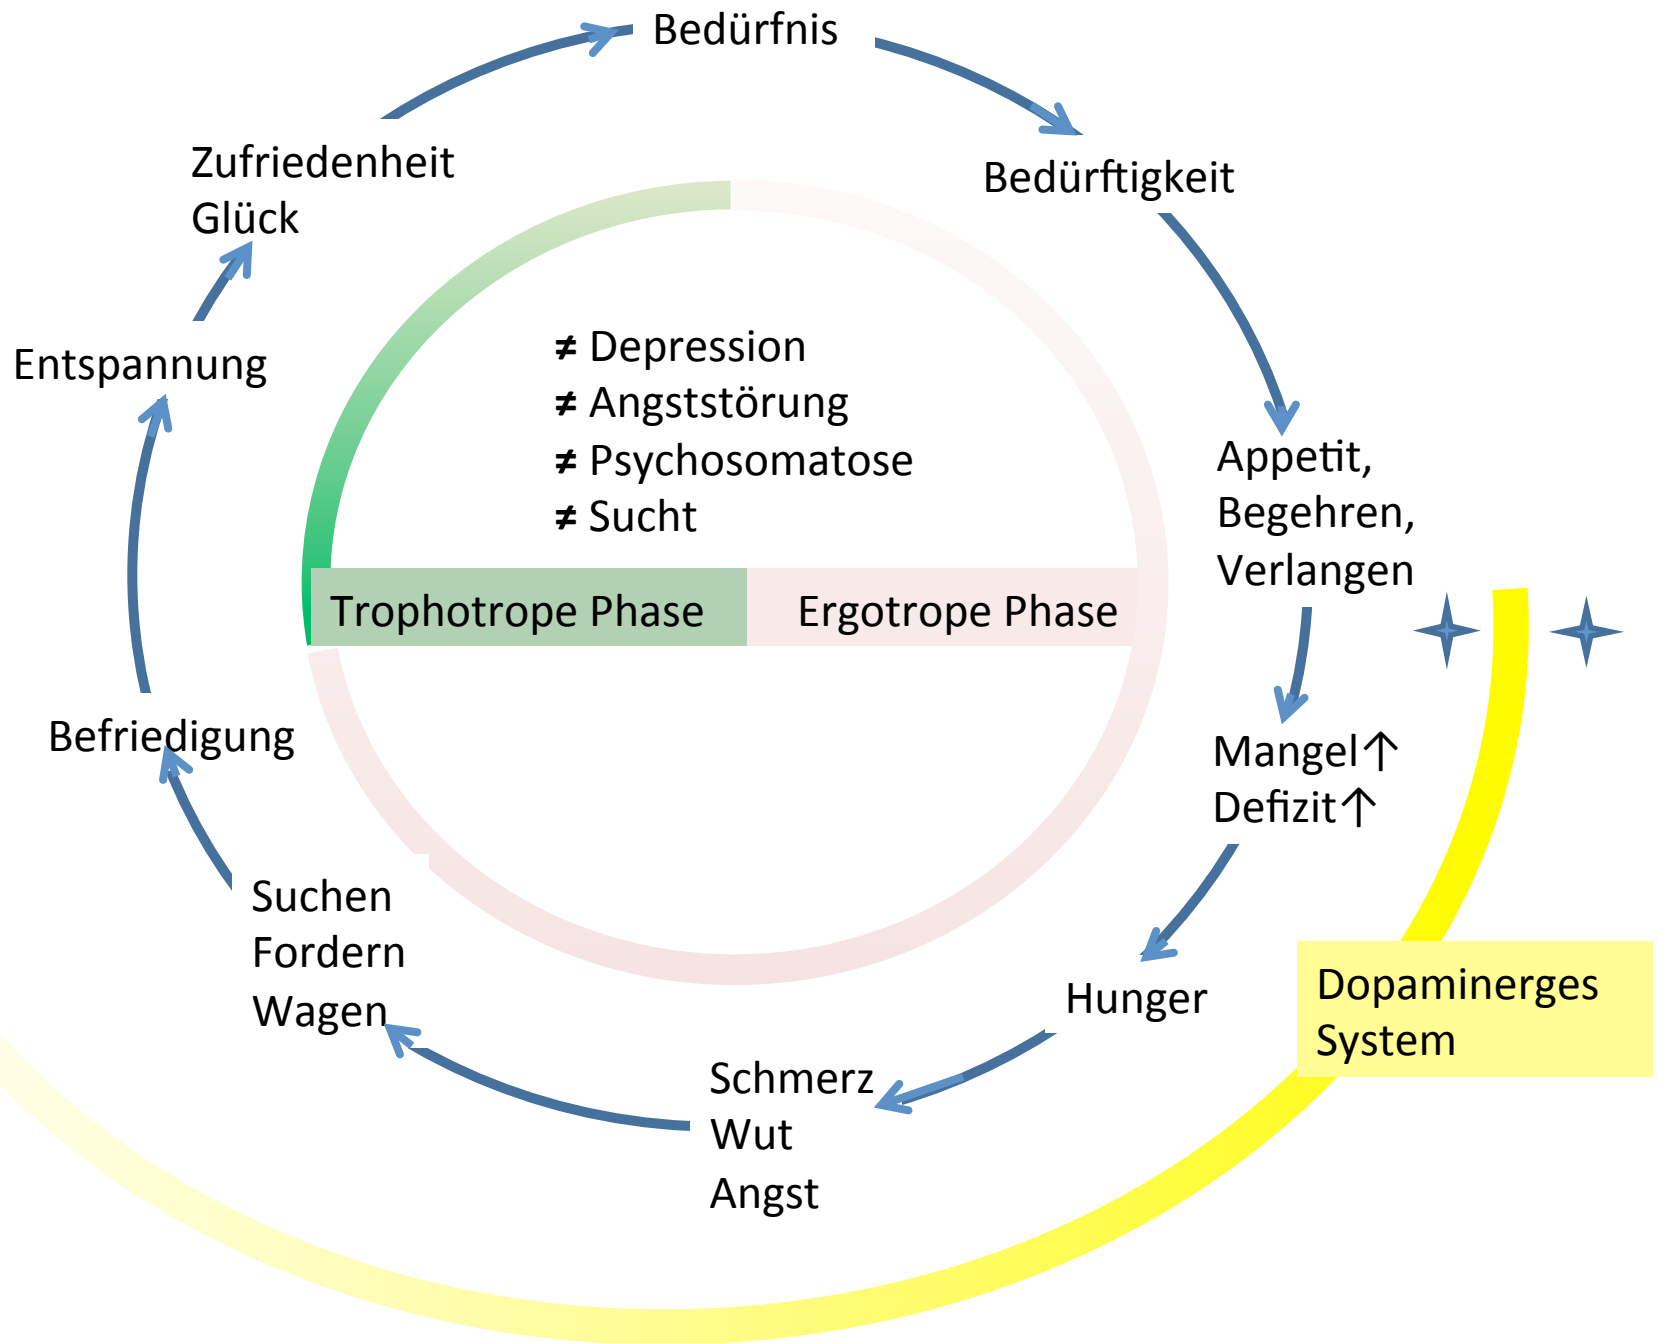 Bedürfnis
Bedürftigkeit
Appetit,
Begehren,
Verlangen
Mangel↑
Defizit↑
Hunger
Schmerz
Wut
Angst
Suchen
Fordern
Wagen
Befriedigung
Entspannung
Zufriedenheit
Glück
≠ Depression
≠ Angststörung
≠ Psychosomatose
≠ Sucht
Trophotrope Phase
Ergotrope Phase
Dopaminerges
System